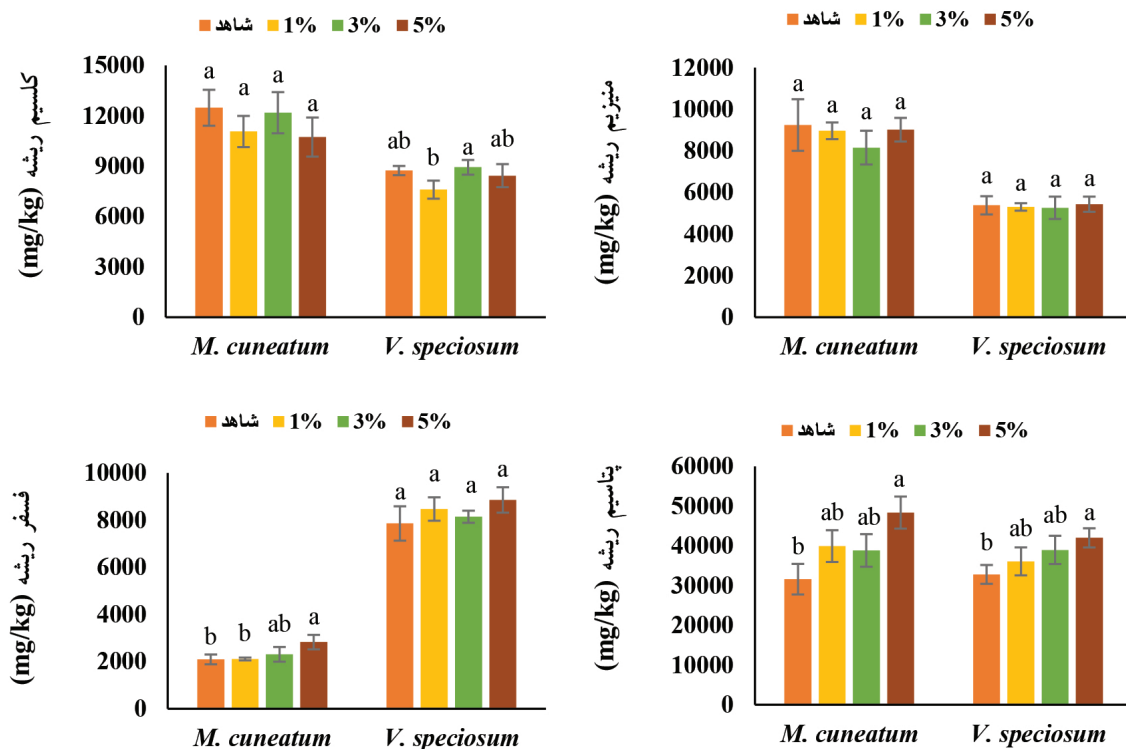 شاهد 1% 3% 5%
کلسیم ریشه (mg/kg)
15000
12000
9000
6000
3000
0
a a a a ab b a ab
M. cuneatum V. speciosum
شاهد 1% 3% 5%
منیزیم ریشه (mg/kg)
12000
10000
8000
6000
4000
2000
0
a a a a a a a a
M. cuneatum V. speciosum
شاهد 1% 3% 5%
فسفر ریشه (mg/kg)
10000
8000
6000
4000
2000
0
b b ab a a a a a
M. cuneatum V. speciosum
شاهد 1% 3% 5%
پتاسیم ریشه (mg/kg)
60000
50000
40000
30000
20000
10000
0
b ab ab a b ab ab a
M. cuneatum V. speciosum